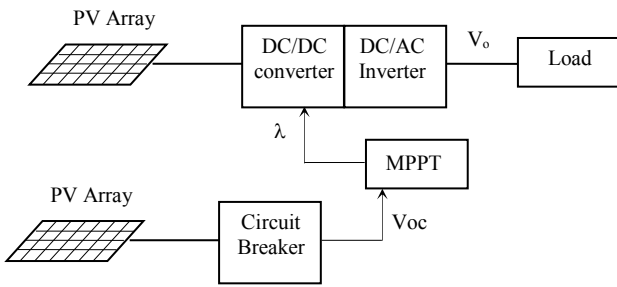 PV Array
DC/DC
converter
DC/AC
Inverter
Vo
Load
λ
MPPT
PV Array
Circuit
Breaker
Voc